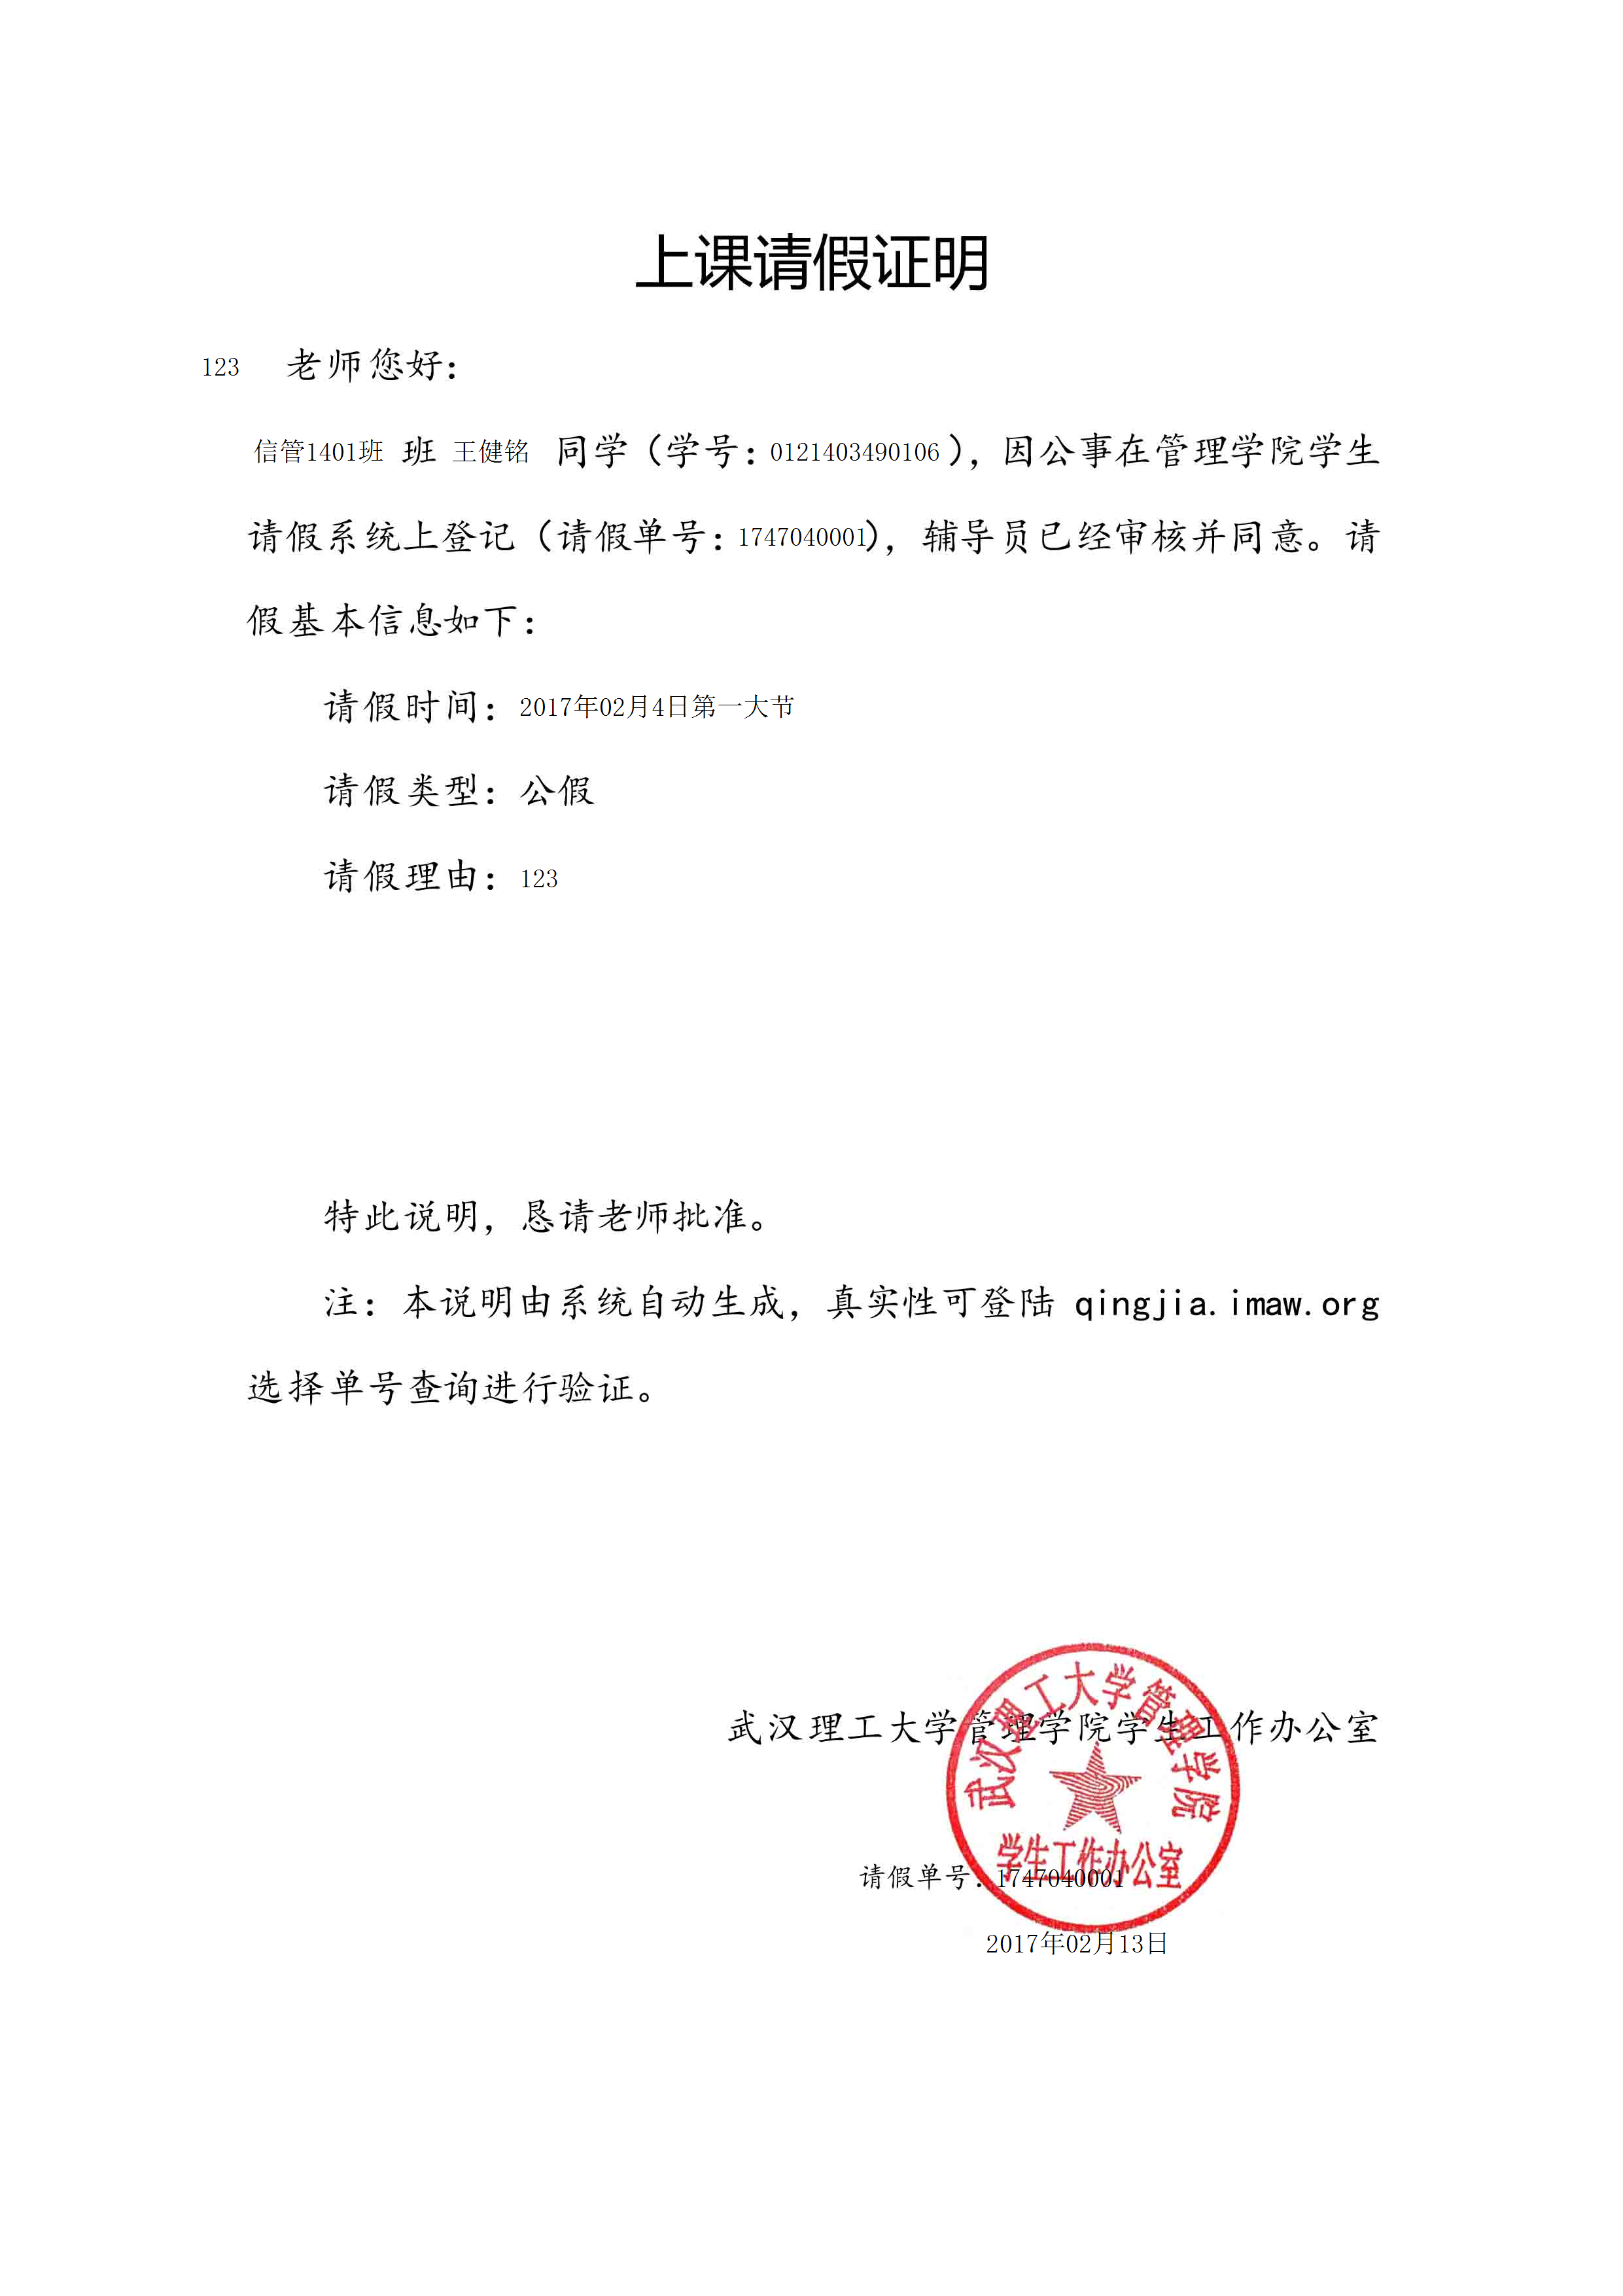 上课请假证明
123 老师您好：
信管1401班 班 王健铭 同学（学号：0121403490106），因公事在管理学院学生
请假系统上登记（请假单号：1747040001），辅导员已经审核并同意。请
假基本信息如下：
请假时间：2017年02月4日第一大节
请假类型：公假
请假理由：123
特此说明，恳请老师批准。
注：本说明由系统自动生成，真实性可登陆 qingjia.imaw.org
选择单号查询进行验证。
武汉理工大学管理学院学生工作办公室
武汉理工大学管理学院
学生工作办公室
请假单号：1747040001
2017年02月13日